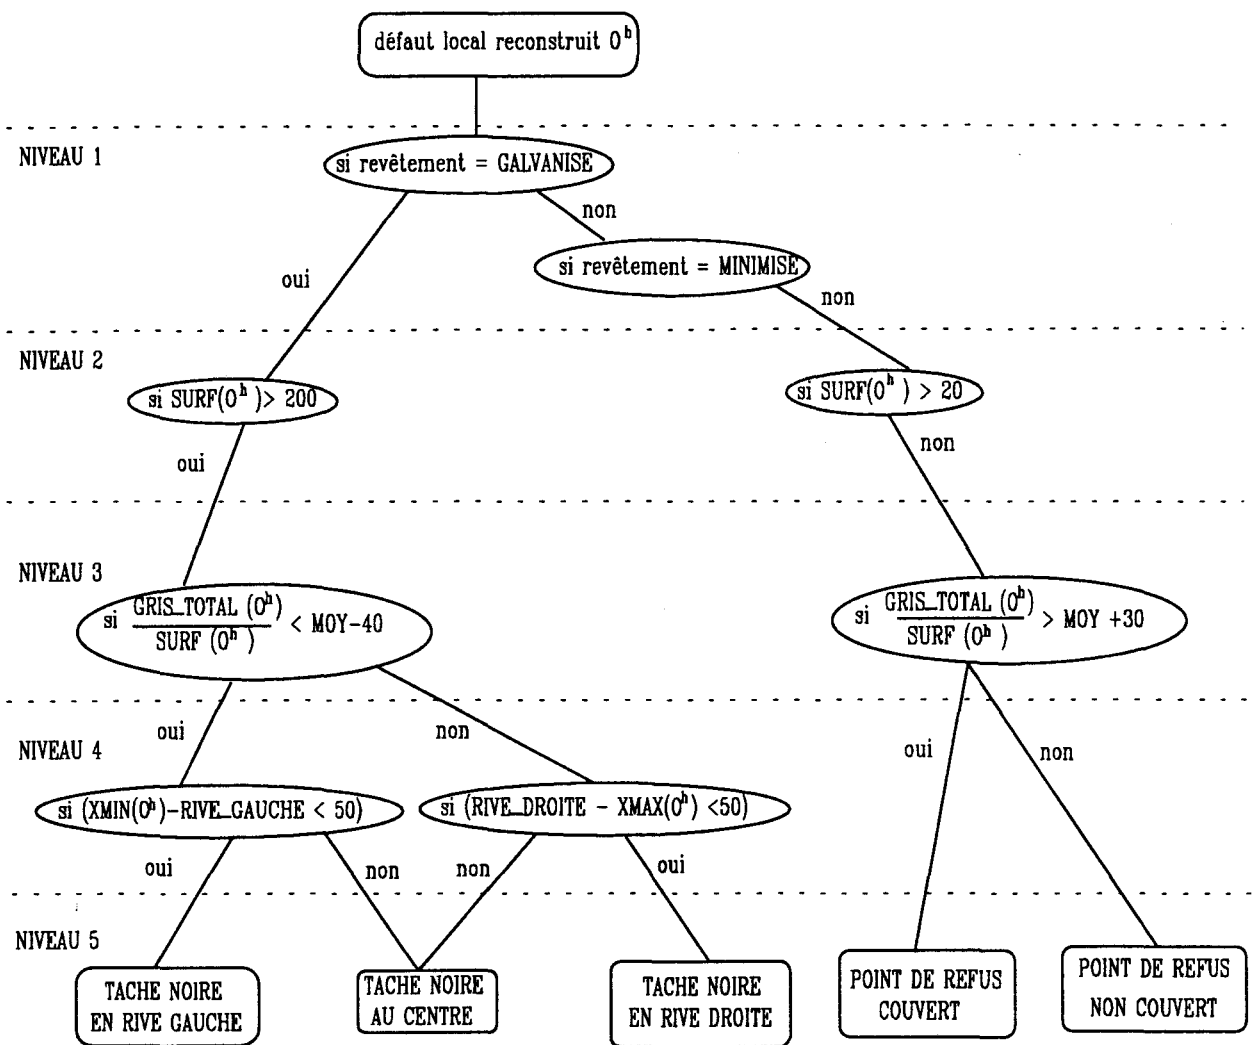 défaut local reconstruit O^h
NIVEAU 1
si revêtement = GALVANISE
non
si revêtement = MINIMISE
oui
non
NIVEAU 2
si SURF(O^h )> 200
si SURF(O^h ) > 20
oui
non
NIVEAU 3
si GRIS_TOTAL (O^h)
SURF (O^h )
< MOY-40
si GRIS_TOTAL (O^h)
SURF (O^h )
> MOY +30
oui
non
oui
non
NIVEAU 4
si (XMIN(O^h)-RIVE_GAUCHE < 50)
si (RIVE_DROITE - XMAX(O^h) <50)
oui
non
non
oui
NIVEAU 5
TACHE NOIRE
EN RIVE GAUCHE
TACHE NOIRE
AU CENTRE
TACHE NOIRE
EN RIVE DROITE
POINT DE REFUS
COUVERT
POINT DE REFUS
NON COUVERT